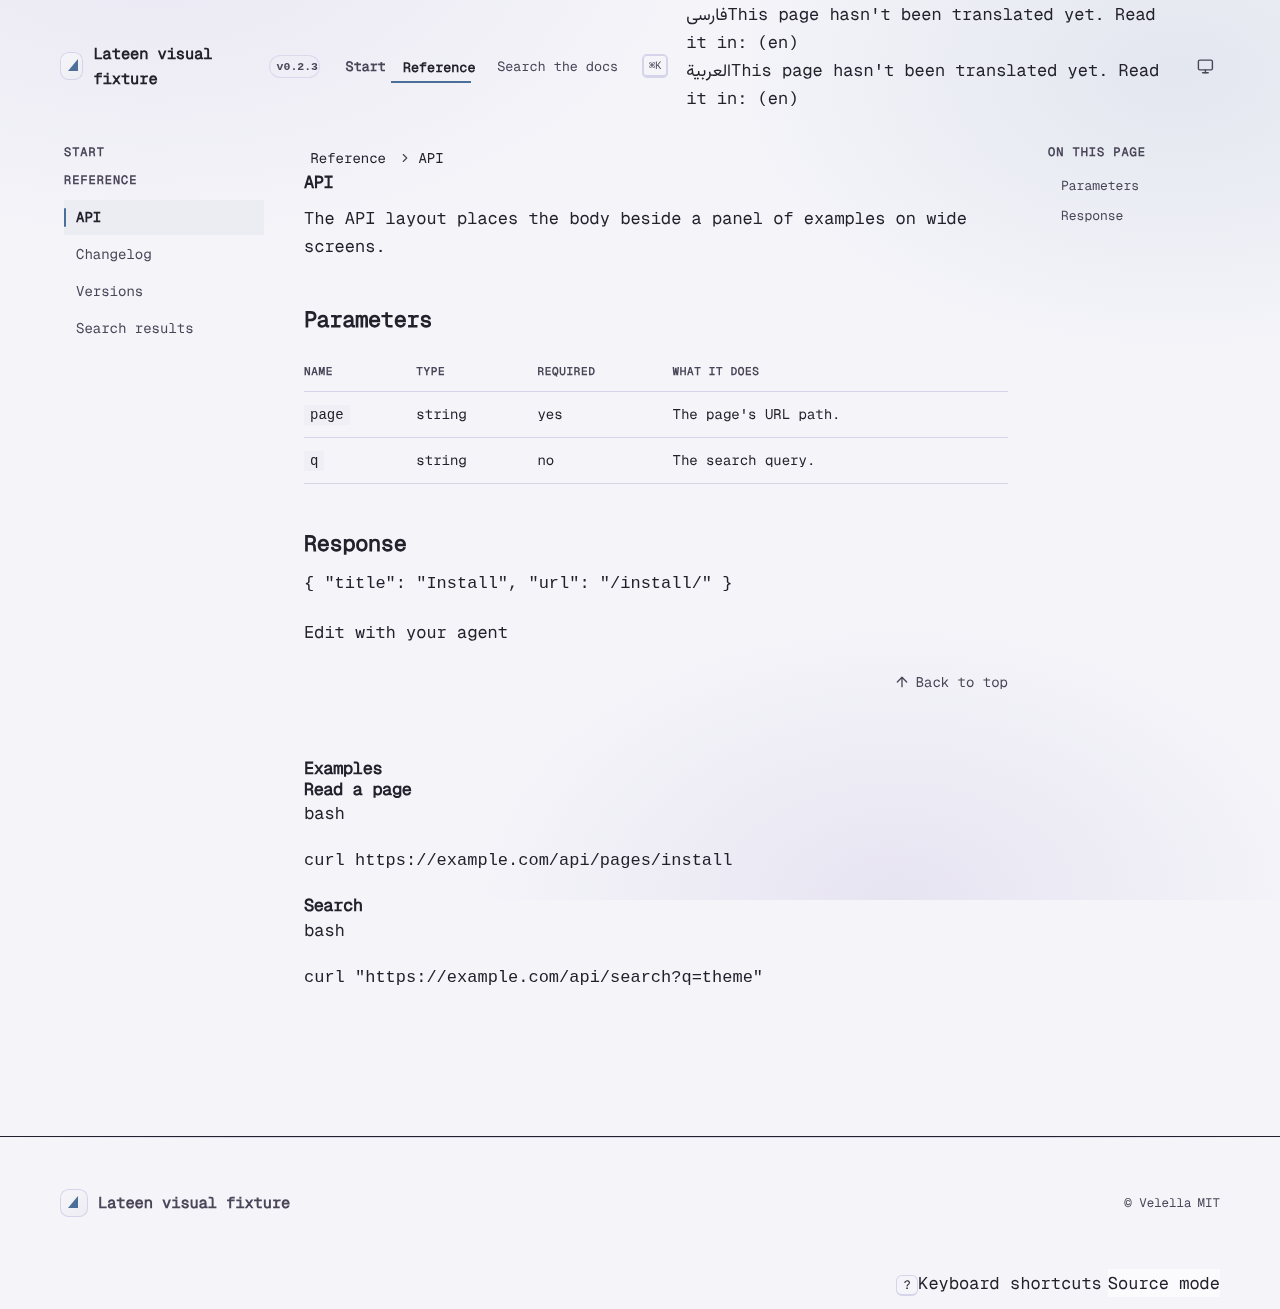 Lateen visual
fixture
v0.2.3
Start
Reference
Search the docs
⌘K
فارسیThis page hasn't been translated yet. Read
it in: (en)
العربيةThis page hasn't been translated yet. Read
it in: (en)
START
REFERENCE
API
Changelog
Versions
Search results
Reference > API
API
The API layout places the body beside a panel of examples on wide
screens.
Parameters
NAME TYPE REQUIRED WHAT IT DOES
page string yes The page's URL path.
q string no The search query.
Response
{ "title": "Install", "url": "/install/" }
Edit with your agent
↑ Back to top
Examples
Read a page
bash
curl https://example.com/api/pages/install
Search
bash
curl "https://example.com/api/search?q=theme"
ON THIS PAGE
Parameters
Response
Lateen visual fixture
© Velella MIT
? Keyboard shortcuts Source mode